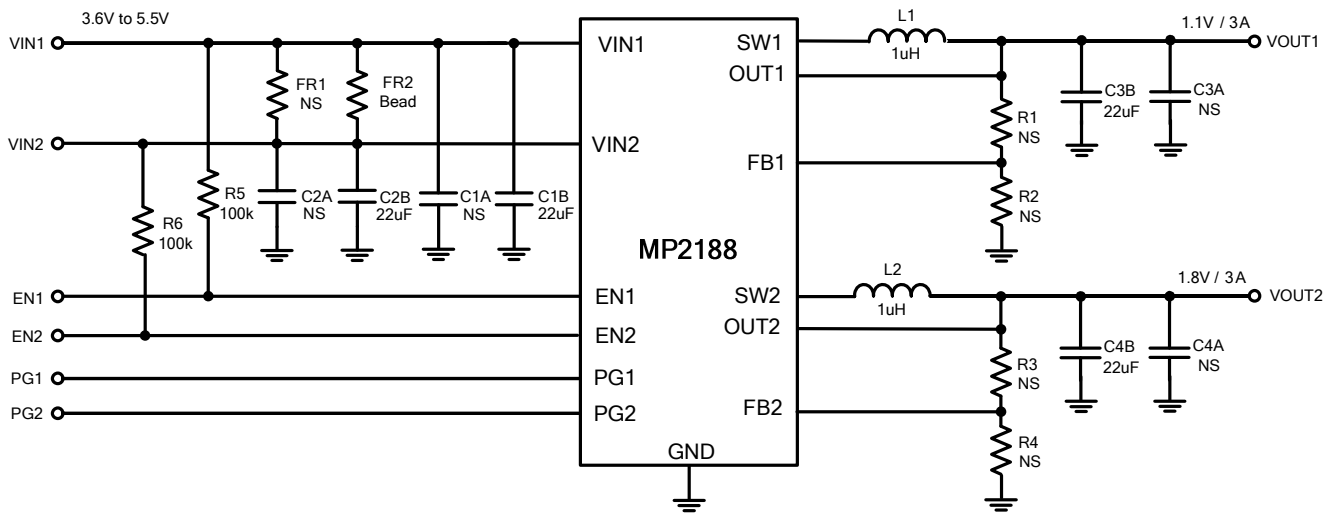 3.6V to 5.5V
VIN1
VIN2
EN1
EN2
PG1
PG2
R6
100k
R5
100k
FR1
NS
FR2
Bead
C2A
NS
C2B
22uF
C1A
NS
C1B
22uF
VIN1
VIN2
EN1
EN2
PG1
PG2
MP2188
GND
SW1
OUT1
FB1
SW2
OUT2
FB2
L1
1uH
1.1V / 3A
VOUT1
R1
NS
R2
NS
C3B
22uF
C3A
NS
L2
1uH
1.8V / 3A
VOUT2
R3
NS
R4
NS
C4B
22uF
C4A
NS